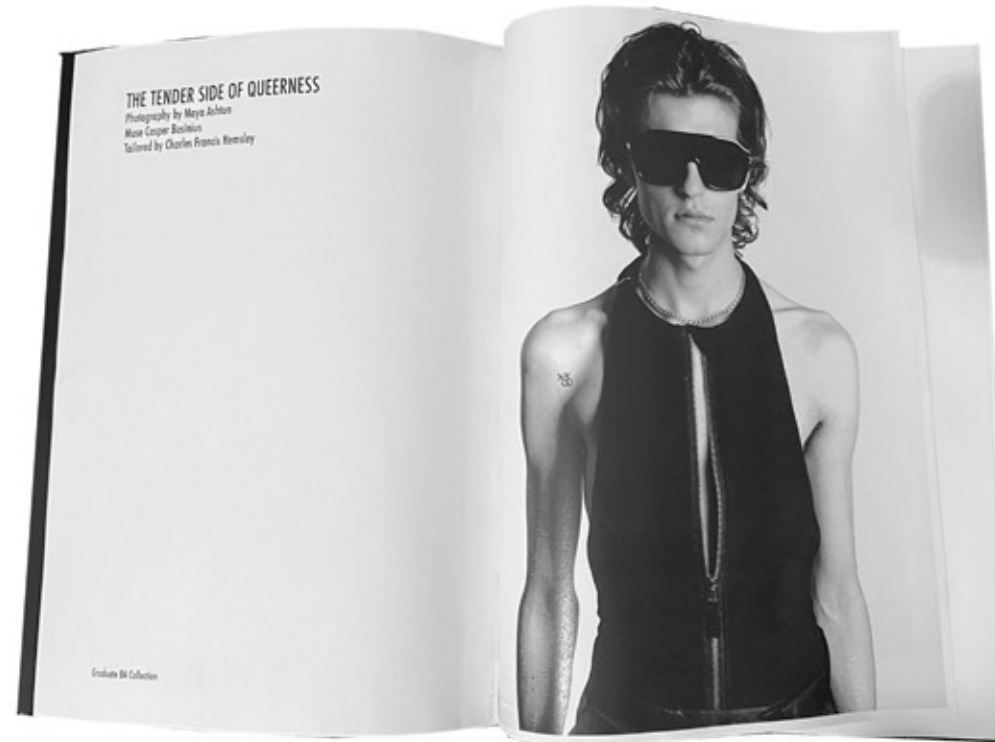 THE TENDER SIDE OF QUEERNESS
Photography by Maya Ashton
Muse Casper Basimius
Tailored by Charles Francis Hemsley
Graduate BA Collection